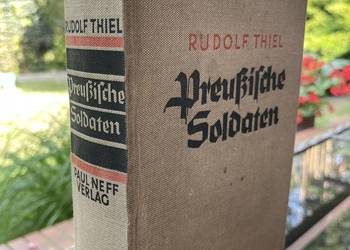 RUDOLF THIEL
Preußische
Soldaten
PAUL NEFF
VERLAG
RUDOLF THIEL
Preußische
Soldaten